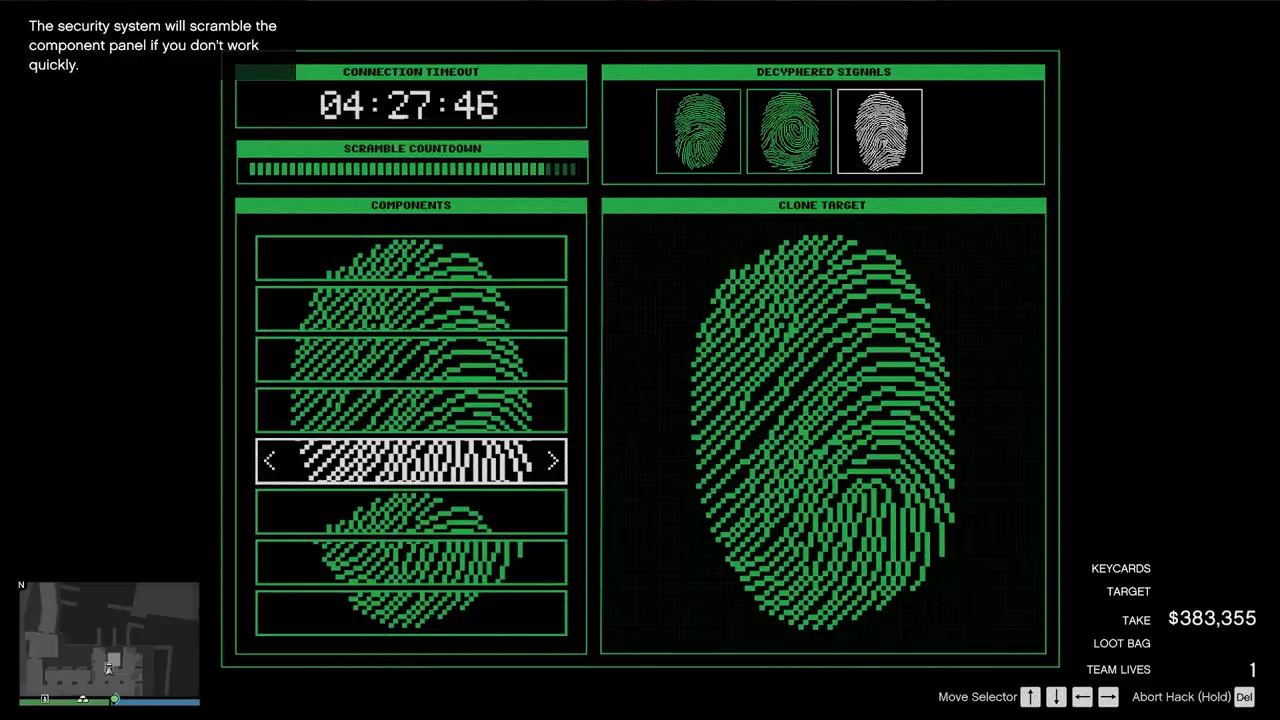 The security system will scramble the
component panel if you don't work
quickly.
CONNECTION TIMEOUT
04:27:46
SCRAMBLE COUNTDOWN
DECYPHERED SIGNALS
COMPONENTS
CLONE TARGET
N
KEYCARDS
TARGET
TAKE $383,355
LOOT BAG
TEAM LIVES 1
Move Selector ↑ ↓ ← → Abort Hack (Hold) Del